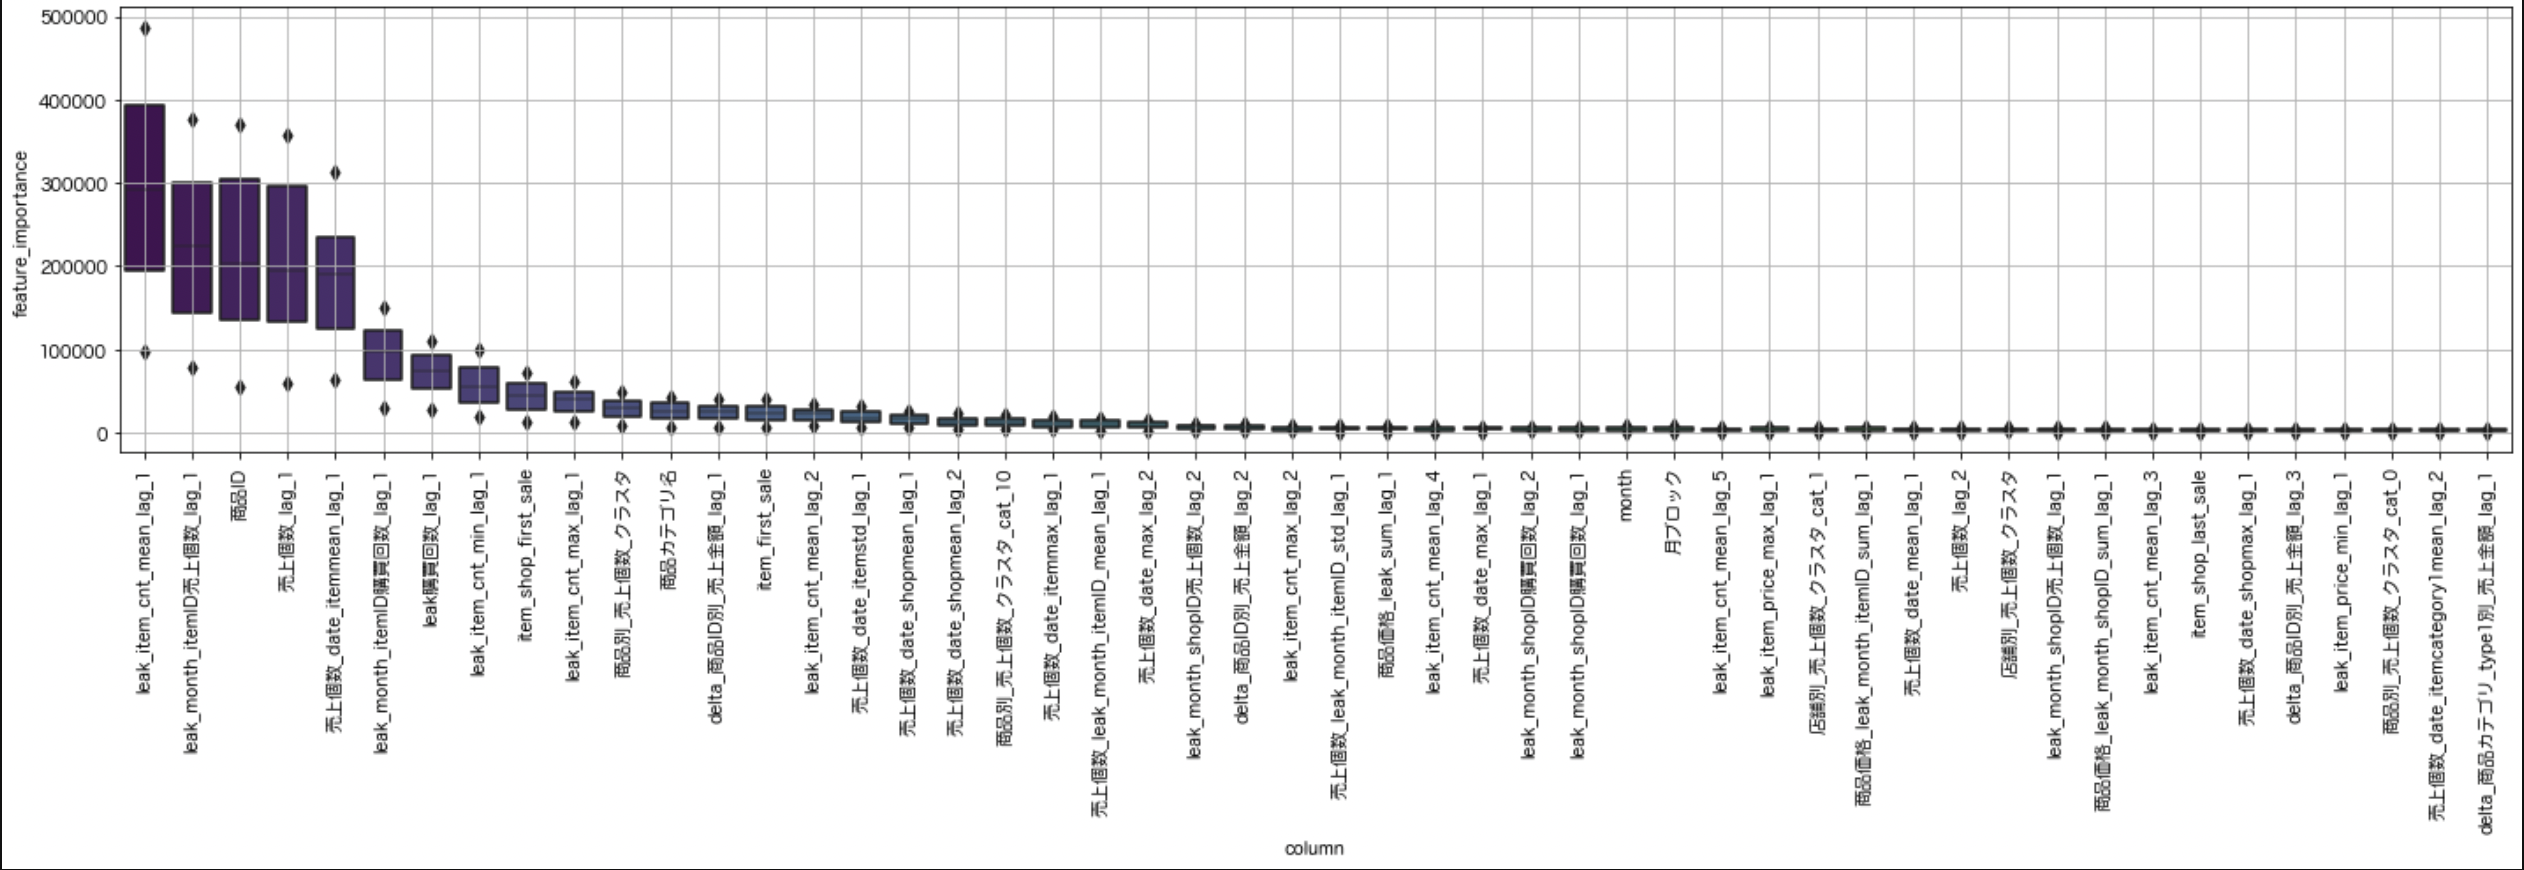 feature_importance
500000
400000
300000
200000
100000
0
leak_item_cnt_mean_lag_1
leak_month_itemID売上個数_lag_1
商品ID
売上個数_lag_1
売上個数_date_itemmean_lag_1
leak_month_itemID購買回数_lag_1
leak購買回数_lag_1
leak_item_cnt_min_lag_1
item_shop_first_sale
leak_item_cnt_max_lag_1
商品別_売上個数_クラスタ
商品カテゴリ名
delta_商品ID別_売上金額_lag_1
item_first_sale
leak_item_cnt_mean_lag_2
売上個数_date_itemstd_lag_1
売上個数_date_shopmean_lag_1
売上個数_date_shopmean_lag_2
商品別_売上個数_クラスタ_cat_10
売上個数_date_itemmax_lag_1
売上個数_leak_month_itemID_mean_lag_1
売上個数_date_max_lag_2
leak_month_shopID売上個数_lag_2
delta_商品ID別_売上金額_lag_2
leak_item_cnt_max_lag_2
売上個数_leak_month_itemID_std_lag_1
商品価格_leak_sum_lag_1
leak_item_cnt_mean_lag_4
売上個数_date_max_lag_1
leak_month_shopID購買回数_lag_2
leak_month_shopID購買回数_lag_1
month
月ブロック
leak_item_cnt_mean_lag_5
leak_item_price_max_lag_1
店舗別_売上個数_クラスタ_cat_1
商品価格_leak_month_itemID_sum_lag_1
売上個数_date_mean_lag_1
売上個数_lag_2
店舗別_売上個数_クラスタ
leak_month_shopID売上個数_lag_1
商品価格_leak_month_shopID_sum_lag_1
leak_item_cnt_mean_lag_3
item_shop_last_sale
売上個数_date_shopmax_lag_1
delta_商品ID別_売上金額_lag_3
leak_item_price_min_lag_1
商品別_売上個数_クラスタ_cat_0
売上個数_date_itemcategory1mean_lag_2
delta_商品カテゴリ_type1別_売上金額_lag_1
column